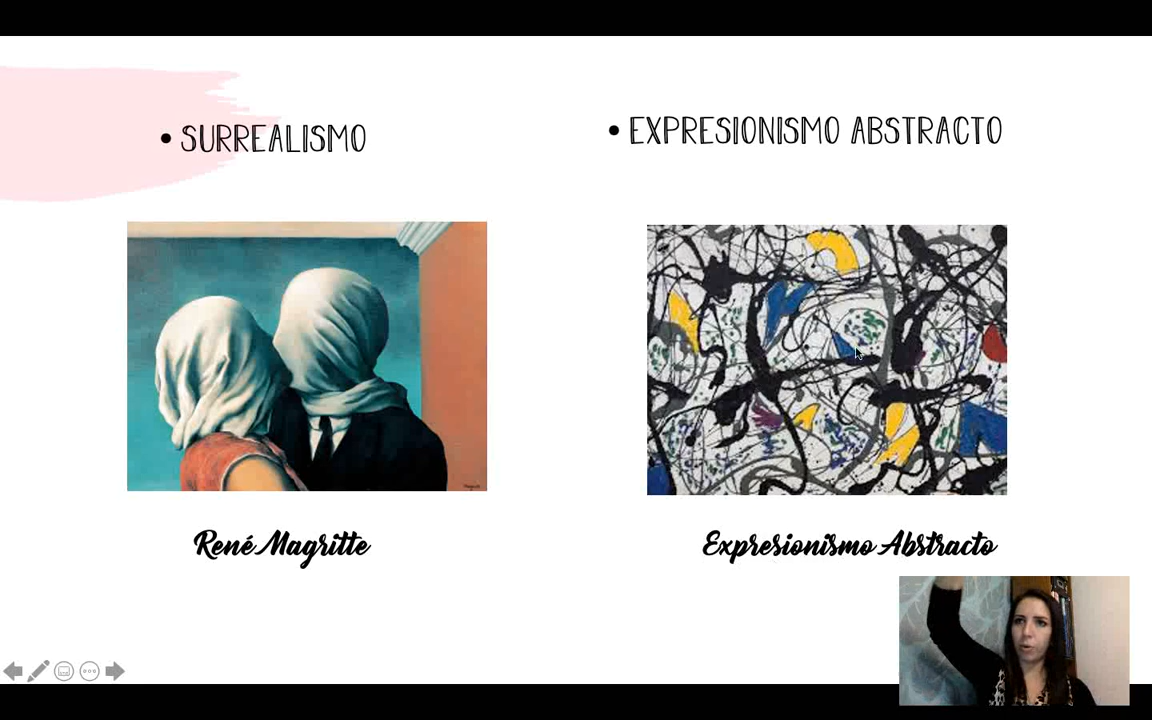 • SURREALISMO
• EXPRESIONISMO ABSTRACTO
René Magritte
Expresionismo Abstracto